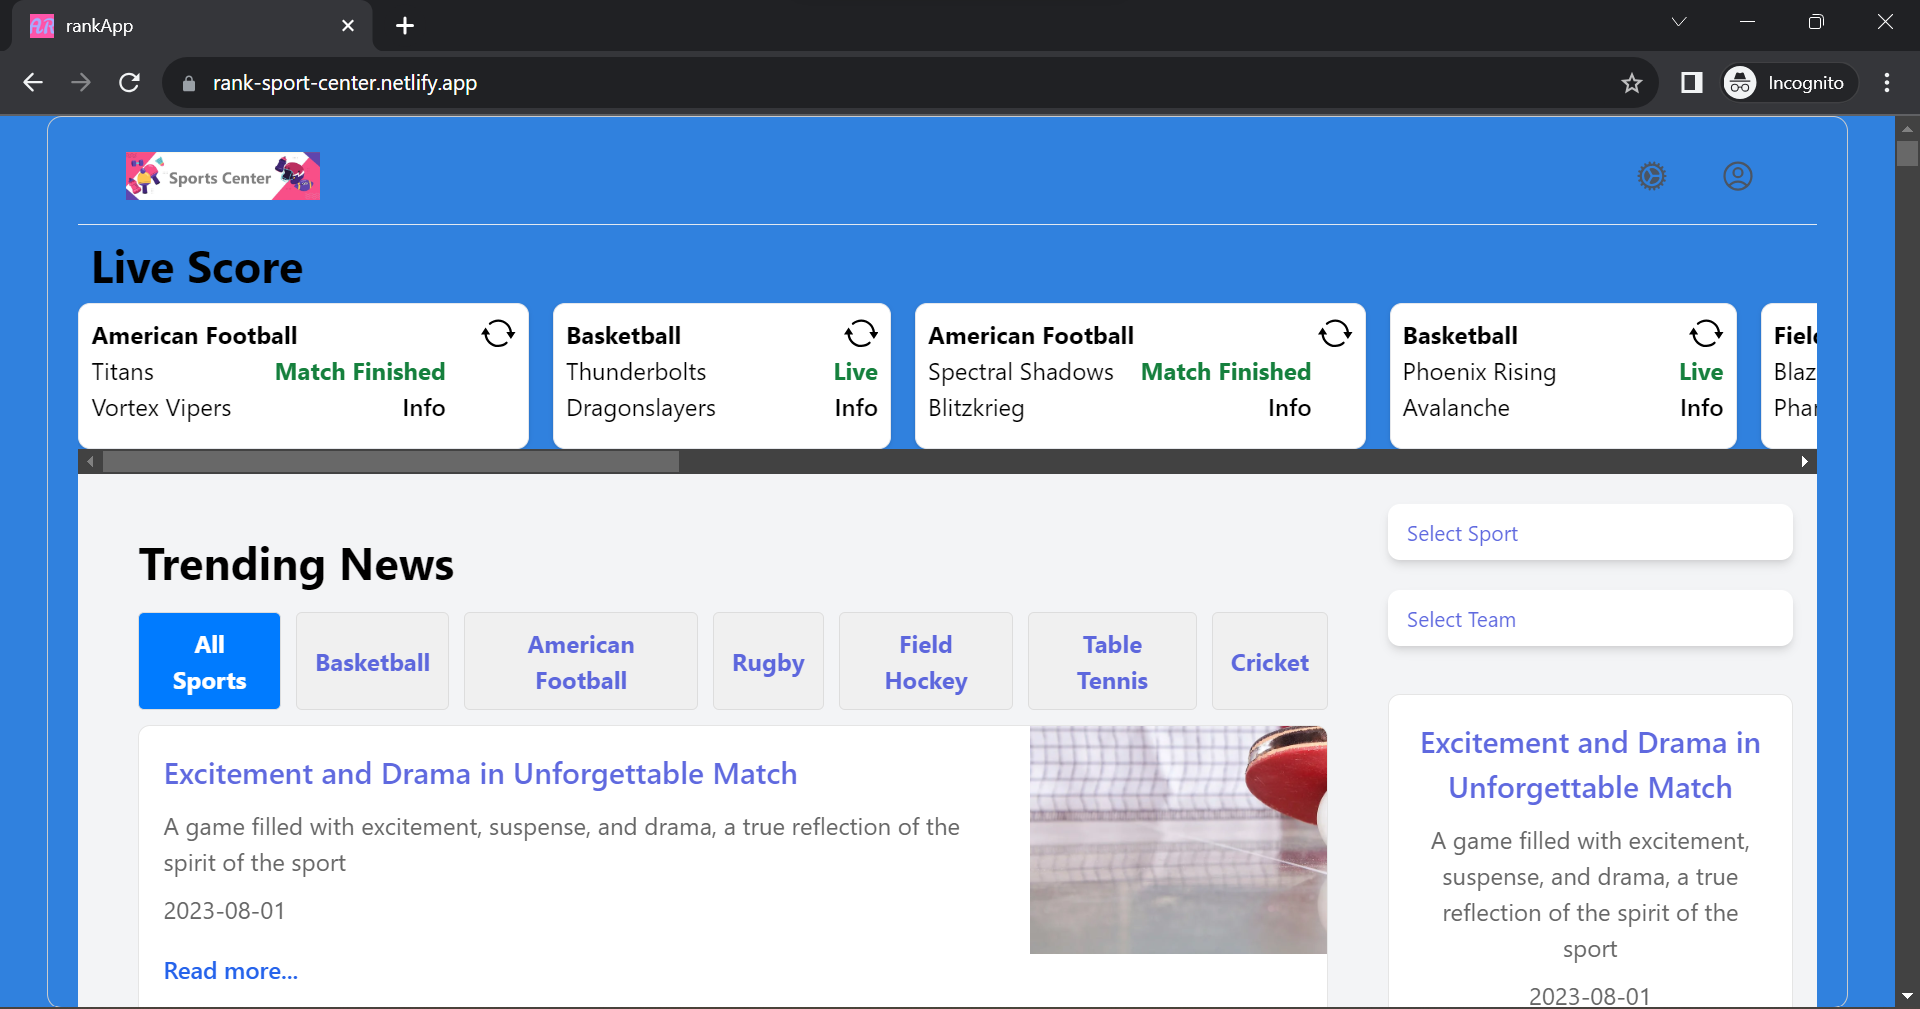 AR rankApp
rank-sport-center.netlify.app
Incognito
Sports Center
Live Score
American Football
Titans Match Finished
Vortex Vipers Info
Basketball
Thunderbolts Live
Dragonslayers Info
American Football
Spectral Shadows Match Finished
Blitzkrieg Info
Basketball
Phoenix Rising Live
Avalanche Info
Fiel
Blaz
Phar
Trending News
All
Sports
Basketball
American
Football
Rugby
Field
Hockey
Table
Tennis
Cricket
Excitement and Drama in Unforgettable Match
A game filled with excitement, suspense, and drama, a true reflection of the
spirit of the sport
2023-08-01
Read more...
Select Sport
Select Team
Excitement and Drama in
Unforgettable Match
A game filled with excitement,
suspense, and drama, a true
reflection of the spirit of the
sport
2023-08-01